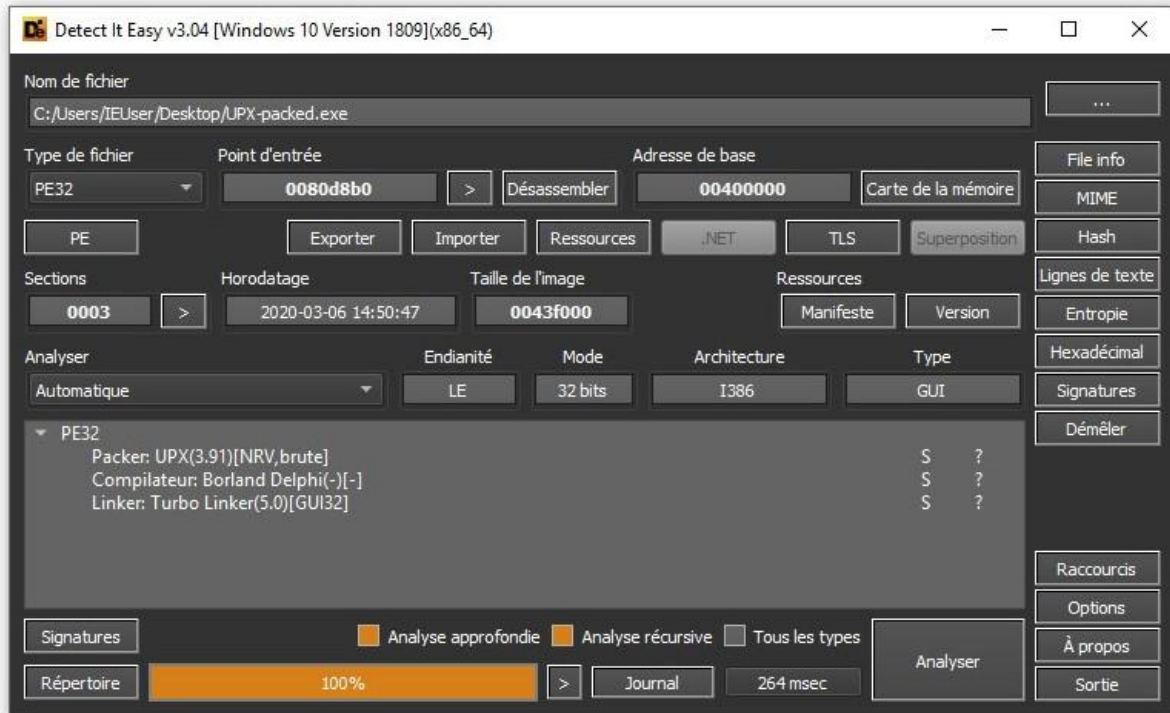 Detect It Easy v3.04 [Windows 10 Version 1809](x86_64)
Nom de fichier
C:/Users/IEUser/Desktop/UPX-packed.exe
...
Type de fichier Point d'entrée Adresse de base
PE32 0080d8b0 > Désassembler 00400000 Carte de la mémoire
File info
MIME
PE Exporter Importer Ressources .NET TLS Superposition
Hash
Sections Horodatage Taille de l'image Ressources
Lignes de texte
0003 > 2020-03-06 14:50:47 0043f000 Manifeste Version
Entropie
Analyser Endianité Mode Architecture Type
Hexadécimal
Automatique LE 32 bits I386 GUI
Signatures
Démêler
PE32
Packer: UPX(3.91)[NRV,brute] S ?
Compilateur: Borland Delphi(-)[-] S ?
Linker: Turbo Linker(5.0)[GUI32] S ?
Raccourcis
Options
Signatures Analyse approfondie Analyse récursive Tous les types Analyser
À propos
Répertoire 100% > Journal 264 msec
Sortie